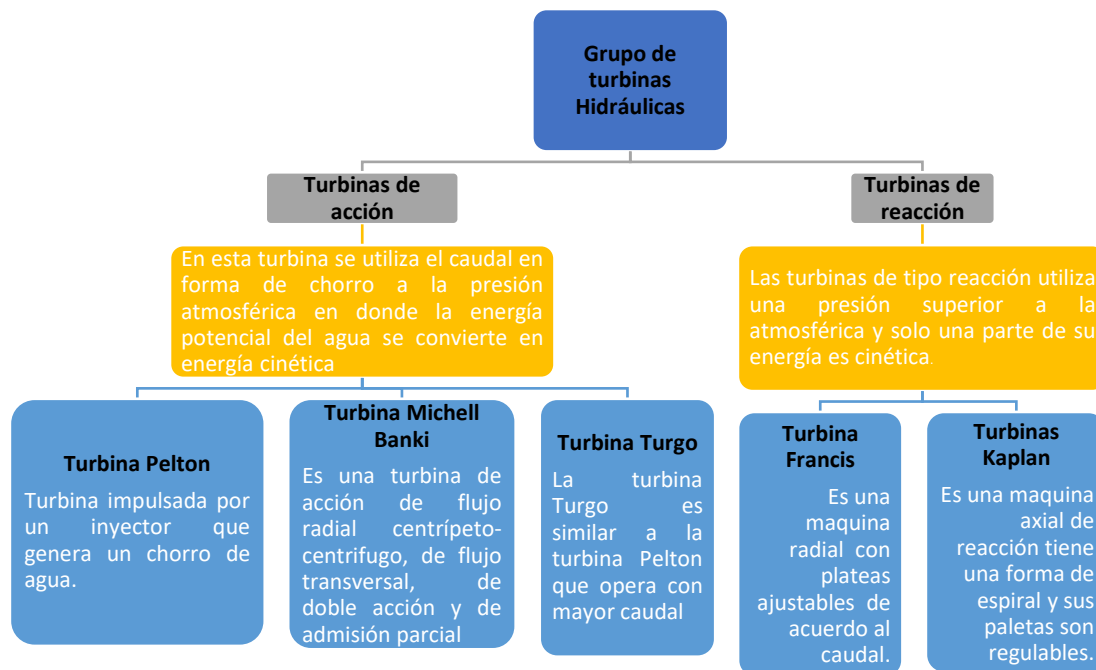 Grupo de
turbinas
Hidráulicas
Turbinas de
acción
Turbinas de
reacción
En esta turbina se utiliza el caudal en
forma de chorro a la presión
atmosférica en donde la energía
potencial del agua se convierte en
energía cinética
Las turbinas de tipo reacción utiliza
una presión superior a la
atmosférica y solo una parte de su
energía es cinética.
Turbina Pelton
Turbina impulsada por
un inyector que
genera un chorro de
agua.
Turbina Michell
Banki
Es una turbina de
acción de flujo
radial centrípeto-
centrifugo, de flujo
transversal, de
doble acción y de
admisión parcial
Turbina Turgo
La turbina
Turgo es
similar a la
turbina Pelton
que opera con
mayor caudal
Turbina
Francis
Es una
maquina
radial con
plateas
ajustables de
acuerdo al
caudal.
Turbinas
Kaplan
Es una maquina
axial de
reacción tiene
una forma de
espiral y sus
paletas son
regulables.